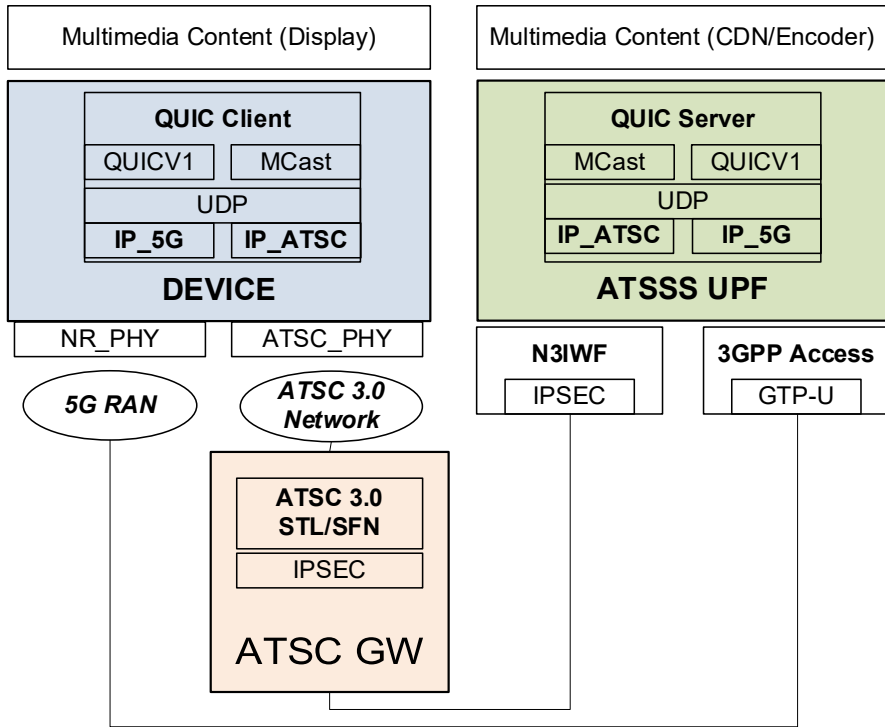 Multimedia Content (Display)
Multimedia Content (CDN/Encoder)
QUIC Client
QUICV1
MCast
UDP
IP_5G
IP_ATSC
DEVICE
QUIC Server
MCast
QUICV1
UDP
IP_ATSC
IP_5G
ATSSS UPF
NR_PHY
ATSC_PHY
N3IWF
IPSEC
3GPP Access
GTP-U
5G RAN
ATSC 3.0
Network
ATSC 3.0
STL/SFN
IPSEC
ATSC GW